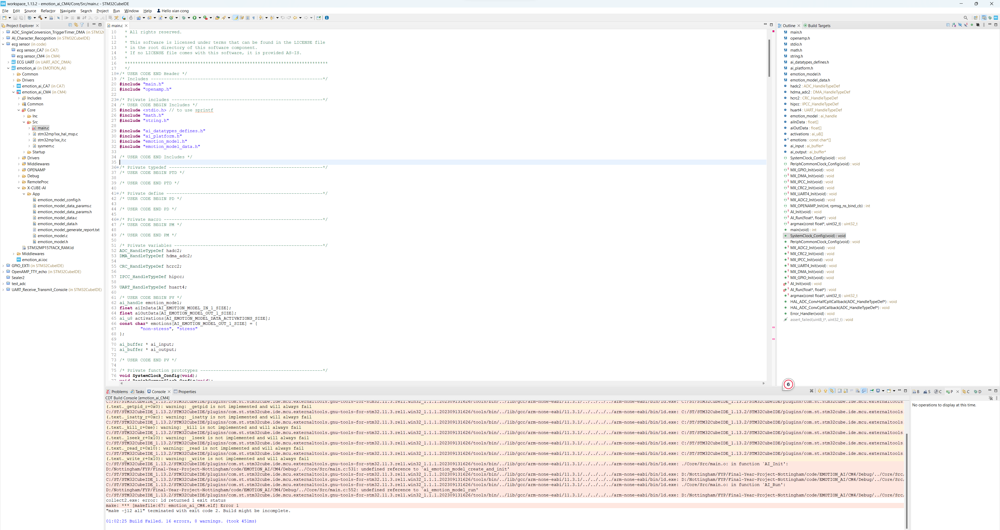 workspace_1.13.2 - emotion_ai_CM4/Core/Src/main.c - STM32CubeIDE
File Edit Source Refactor Navigate Search Project Run Window Help Hello xian cong
Project Explorer
ADC_SingleConversion_TriggerTimer_DMA (in STM32C
AI_Character_Recognition (in STM32CubeIDE)
ecg sensor (in code)
ecg sensor_CA7 (in CA7)
ecg sensor_CM4 (in CM4)
ECG UART (in UART_ADC_DMA)
emotion_ai (in EMOTION_AI)
Common
Drivers
emotion_ai_CA7 (in CA7)
emotion_ai_CM4 (in CM4)
Includes
Common
Core
Inc
Src
main.c
stm32mp1xx_hal_msp.c
stm32mp1xx_it.c
sysmem.c
Startup
Drivers
Middlewares
OPENAMP
Debug
RemoteProc
X-CUBE-AI
App
emotion_model_config.h
emotion_model_data_params.c
emotion_model_data_params.h
emotion_model_data.c
emotion_model_data.h
emotion_model_generate_report.txt
emotion_model.c
emotion_model.h
STM32MP157FACX_RAM.ld
Middlewares
emotion_ai.ioc
GPIO_EXTI (in STM32CubeIDE)
OpenAMP_TTY_echo (in STM32CubeIDE)
Sealer2
test_adc
UART_Receive_Transmit_Console (in STM32CubeIDE)
main.c
10 * All rights reserved.
11 *
12 * This software is licensed under terms that can be found in the LICENSE file
13 * in the root directory of this software component.
14 * If no LICENSE file comes with this software, it is provided AS-IS.
15 *
16 ******************************************************************************
17 */
18 /* USER CODE END Header */
19 /* Includes ------------------------------------------------------------------*/
20 #include "main.h"
21 #include "openamp.h"
22
23 /* Private includes ----------------------------------------------------------*/
24 /* USER CODE BEGIN Includes */
25 #include <stdio.h> // to use sprintf
26 #include "math.h"
27 #include "string.h"
28
29 #include "ai_datatypes_defines.h"
30 #include "ai_platform.h"
31 #include "emotion_model.h"
32 #include "emotion_model_data.h"
33
34 /* USER CODE END Includes */
35
36 /* Private typedef -----------------------------------------------------------*/
37 /* USER CODE BEGIN PTD */
38
39 /* USER CODE END PTD */
40
41 /* Private define ------------------------------------------------------------*/
42 /* USER CODE BEGIN PD */
43
44 /* USER CODE END PD */
45
46 /* Private macro -------------------------------------------------------------*/
47 /* USER CODE BEGIN PM */
48
49 /* USER CODE END PM */
50
51 /* Private variables ---------------------------------------------------------*/
52 ADC_HandleTypeDef hadc2;
53 DMA_HandleTypeDef hdma_adc2;
54
55 CRC_HandleTypeDef hcrc2;
56
57 IPCC_HandleTypeDef hipcc;
58
59 UART_HandleTypeDef huart4;
60
61 /* USER CODE BEGIN PV */
62 ai_handle emotion_model;
63 float aiInData[AI_EMOTION_MODEL_IN_1_SIZE];
64 float aiOutData[AI_EMOTION_MODEL_OUT_1_SIZE];
65 ai_u8 activations[AI_EMOTION_MODEL_DATA_ACTIVATIONS_SIZE];
66 const char* emotions[AI_EMOTION_MODEL_OUT_1_SIZE] = {
67 "non-stress", "stress"
68 };
69
70 ai_buffer * ai_input;
71 ai_buffer * ai_output;
72
73 /* USER CODE END PV */
74
75 /* Private function prototypes -----------------------------------------------*/
76 void SystemClock_Config(void);
77 void PeriphCommonClock_Config(void);
Outline Build Targets
main.h
openamp.h
stdio.h
math.h
string.h
ai_datatypes_defines.h
ai_platform.h
emotion_model.h
emotion_model_data.h
hadc2 : ADC_HandleTypeDef
hdma_adc2 : DMA_HandleTypeDef
hcrc2 : CRC_HandleTypeDef
hipcc : IPCC_HandleTypeDef
huart4 : UART_HandleTypeDef
emotion_model : ai_handle
aiInData : float[]
aiOutData : float[]
activations : ai_u8[]
emotions : const char*[]
ai_input : ai_buffer*
ai_output : ai_buffer*
SystemClock_Config(void) : void
PeriphCommonClock_Config(void) : void
MX_GPIO_Init(void) : void
MX_DMA_Init(void) : void
MX_IPCC_Init(void) : void
MX_CRC2_Init(void) : void
MX_UART4_Init(void) : void
MX_ADC2_Init(void) : void
MX_OPENAMP_Init(int, rpmsg_ns_bind_cb) : int
AI_Init(void) : void
AI_Run(float*, float*) : void
argmax(const float*, uint32_t) : uint32_t
main(void) : int
SystemClock_Config(void) : void
PeriphCommonClock_Config(void) : void
MX_ADC2_Init(void) : void
MX_CRC2_Init(void) : void
MX_IPCC_Init(void) : void
MX_UART4_Init(void) : void
MX_DMA_Init(void) : void
MX_GPIO_Init(void) : void
AI_Init(void) : void
AI_Run(float*, float*) : void
argmax(const float*, uint32_t) : uint32_t
HAL_ADC_ConvHalfCpltCallback(ADC_HandleTypeDef*) : void
HAL_ADC_ConvCpltCallback(ADC_HandleTypeDef*) : void
Error_Handler(void) : void
assert_failed(uint8_t*, uint32_t) : void
6
Problems Tasks Console Properties
CDT Build Console [emotion_ai_CM4]
C:/ST/STM32CubeIDE_1.13.2/STM32CubeIDE/plugins/com.st.stm32cube.ide.mcu.externaltools.gnu-tools-for-stm32.11.3.rel1.win32_1.1.1.202309131626/tools/bin/../lib/gcc/arm-none-eabi/11.3.1/../../../../arm-none-eabi/bin/ld.exe: C:/ST/STM32CubeIDE_1.13.2/STM32CubeIDE/plugins/com.st.stm32cube.ide.mcu.externaltools
(.text._getpid_r+0x0): warning: _getpid is not implemented and will always fail
C:/ST/STM32CubeIDE_1.13.2/STM32CubeIDE/plugins/com.st.stm32cube.ide.mcu.externaltools.gnu-tools-for-stm32.11.3.rel1.win32_1.1.1.202309131626/tools/bin/../lib/gcc/arm-none-eabi/11.3.1/../../../../arm-none-eabi/bin/ld.exe: C:/ST/STM32CubeIDE_1.13.2/STM32CubeIDE/plugins/com.st.stm32cube.ide.mcu.externaltools
(.text._isatty_r+0xc): warning: _isatty is not implemented and will always fail
C:/ST/STM32CubeIDE_1.13.2/STM32CubeIDE/plugins/com.st.stm32cube.ide.mcu.externaltools.gnu-tools-for-stm32.11.3.rel1.win32_1.1.1.202309131626/tools/bin/../lib/gcc/arm-none-eabi/11.3.1/../../../../arm-none-eabi/bin/ld.exe: C:/ST/STM32CubeIDE_1.13.2/STM32CubeIDE/plugins/com.st.stm32cube.ide.mcu.externaltools
(.text._kill_r+0xe): warning: _kill is not implemented and will always fail
C:/ST/STM32CubeIDE_1.13.2/STM32CubeIDE/plugins/com.st.stm32cube.ide.mcu.externaltools.gnu-tools-for-stm32.11.3.rel1.win32_1.1.1.202309131626/tools/bin/../lib/gcc/arm-none-eabi/11.3.1/../../../../arm-none-eabi/bin/ld.exe: C:/ST/STM32CubeIDE_1.13.2/STM32CubeIDE/plugins/com.st.stm32cube.ide.mcu.externaltools
(.text._lseek_r+0x10): warning: _lseek is not implemented and will always fail
C:/ST/STM32CubeIDE_1.13.2/STM32CubeIDE/plugins/com.st.stm32cube.ide.mcu.externaltools.gnu-tools-for-stm32.11.3.rel1.win32_1.1.1.202309131626/tools/bin/../lib/gcc/arm-none-eabi/11.3.1/../../../../arm-none-eabi/bin/ld.exe: C:/ST/STM32CubeIDE_1.13.2/STM32CubeIDE/plugins/com.st.stm32cube.ide.mcu.externaltools
(.text._read_r+0x10): warning: _read is not implemented and will always fail
C:/ST/STM32CubeIDE_1.13.2/STM32CubeIDE/plugins/com.st.stm32cube.ide.mcu.externaltools.gnu-tools-for-stm32.11.3.rel1.win32_1.1.1.202309131626/tools/bin/../lib/gcc/arm-none-eabi/11.3.1/../../../../arm-none-eabi/bin/ld.exe: C:/ST/STM32CubeIDE_1.13.2/STM32CubeIDE/plugins/com.st.stm32cube.ide.mcu.externaltools
(.text._write_r+0x10): warning: _write is not implemented and will always fail
C:/ST/STM32CubeIDE_1.13.2/STM32CubeIDE/plugins/com.st.stm32cube.ide.mcu.externaltools.gnu-tools-for-stm32.11.3.rel1.win32_1.1.1.202309131626/tools/bin/../lib/gcc/arm-none-eabi/11.3.1/../../../../arm-none-eabi/bin/ld.exe: ./Core/Src/main.o: in function `AI_Init':
D:/Nottingham/FYP/Final-Year-Project-Nottingham/code/EMOTION_AI/CM4/Debug/../Core/Src/main.c:531: undefined reference to `ai_emotion_model_create_and_init'
C:/ST/STM32CubeIDE_1.13.2/STM32CubeIDE/plugins/com.st.stm32cube.ide.mcu.externaltools.gnu-tools-for-stm32.11.3.rel1.win32_1.1.1.202309131626/tools/bin/../lib/gcc/arm-none-eabi/11.3.1/../../../../arm-none-eabi/bin/ld.exe: D:/Nottingham/FYP/Final-Year-Project-Nottingham/code/EMOTION_AI/CM4/Debug/../Core/Src/
C:/ST/STM32CubeIDE_1.13.2/STM32CubeIDE/plugins/com.st.stm32cube.ide.mcu.externaltools.gnu-tools-for-stm32.11.3.rel1.win32_1.1.1.202309131626/tools/bin/../lib/gcc/arm-none-eabi/11.3.1/../../../../arm-none-eabi/bin/ld.exe: D:/Nottingham/FYP/Final-Year-Project-Nottingham/code/EMOTION_AI/CM4/Debug/../Core/Src/
C:/ST/STM32CubeIDE_1.13.2/STM32CubeIDE/plugins/com.st.stm32cube.ide.mcu.externaltools.gnu-tools-for-stm32.11.3.rel1.win32_1.1.1.202309131626/tools/bin/../lib/gcc/arm-none-eabi/11.3.1/../../../../arm-none-eabi/bin/ld.exe: ./Core/Src/main.o: in function `AI_Run':
D:/Nottingham/FYP/Final-Year-Project-Nottingham/code/EMOTION_AI/CM4/Debug/../Core/Src/main.c:552: undefined reference to `ai_emotion_model_run'
C:/ST/STM32CubeIDE_1.13.2/STM32CubeIDE/plugins/com.st.stm32cube.ide.mcu.externaltools.gnu-tools-for-stm32.11.3.rel1.win32_1.1.1.202309131626/tools/bin/../lib/gcc/arm-none-eabi/11.3.1/../../../../arm-none-eabi/bin/ld.exe: D:/Nottingham/FYP/Final-Year-Project-Nottingham/code/EMOTION_AI/CM4/Debug/../Core/Src/
collect2.exe: error: ld returned 1 exit status
make: *** [makefile:67: emotion_ai_CM4.elf] Error 1
"make -j12 all" terminated with exit code 2. Build might be incomplete.
01:02:25 Build Failed. 16 errors, 8 warnings. (took 451ms)
B S C P C D
No operations to display at this time.